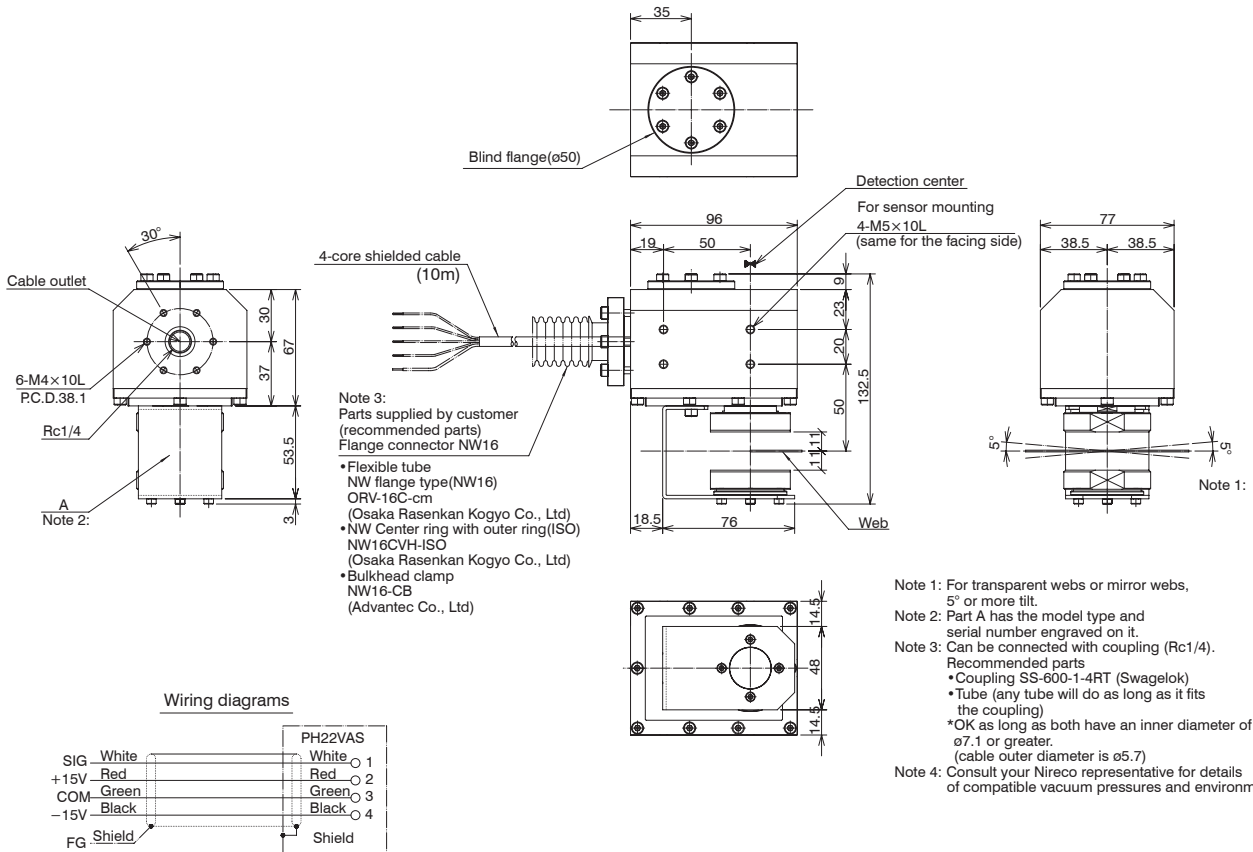 35
Blind flange(ø50)
Detection center
For sensor mounting
4-M5×10L
(same for the facing side)
96
19
50
77
38.5
38.5
30°
Cable outlet
4-core shielded cable
(10m)
9
23
20
50
132.5
30
67
37
6-M4×10L
P.C.D.38.1
Rc1/4
53.5
3
A
Note 2:
Note 3:
Parts supplied by customer
(recommended parts)
Flange connector NW16
•Flexible tube
NW flange type(NW16)
ORV-16C-cm
(Osaka Rasenkan Kogyo Co., Ltd)
•NW Center ring with outer ring(ISO)
NW16CVH-ISO
(Osaka Rasenkan Kogyo Co., Ltd)
•Bulkhead clamp
NW16-CB
(Advantec Co., Ltd)
11
11
18.5
76
Web
5°
5°
Note 1:
14.5
48
14.5
Note 1: For transparent webs or mirror webs,
5° or more tilt.
Note 2: Part A has the model type and
serial number engraved on it.
Note 3: Can be connected with coupling (Rc1/4).
Recommended parts
•Coupling SS-600-1-4RT (Swagelok)
•Tube (any tube will do as long as it fits
the coupling)
*OK as long as both have an inner diameter of
ø7.1 or greater.
(cable outer diameter is ø5.7)
Note 4: Consult your Nireco representative for details
of compatible vacuum pressures and environm
Wiring diagrams
PH22VAS
SIG White White 1
+15V Red Red 2
COM Green Green 3
−15V Black Black 4
FG Shield Shield